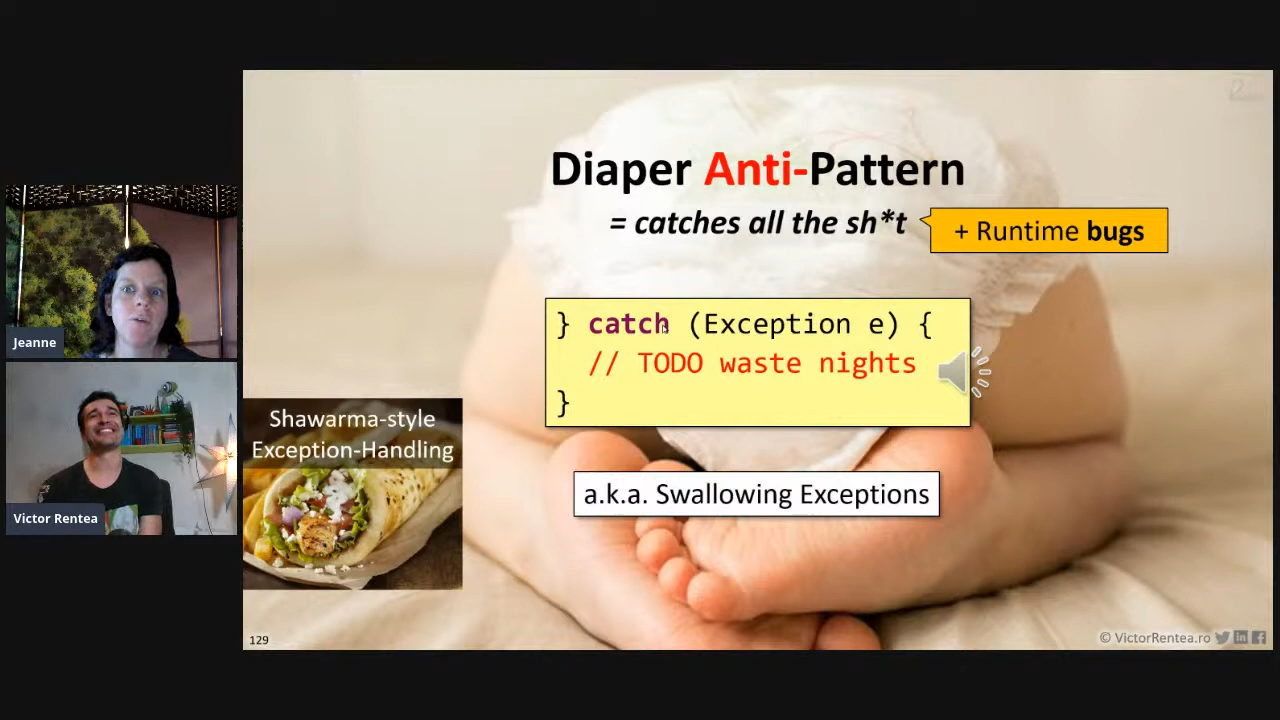 Diaper Anti-Pattern
= catches all the sh*t
+ Runtime bugs
} catch (Exception e) {
// TODO waste nights
}
Jeanne
Shawarma-style
Exception-Handling
a.k.a. Swallowing Exceptions
Victor Rentea
129
© VictorRentea.ro